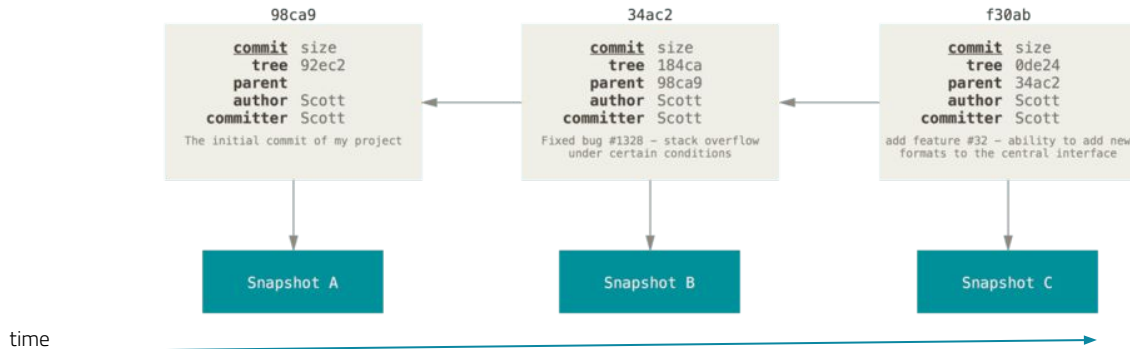 98ca9
commit size
tree 92ec2
parent
author Scott
committer Scott
The initial commit of my project
Snapshot A
34ac2
commit size
tree 184ca
parent 98ca9
author Scott
committer Scott
Fixed bug #1328 – stack overflow
under certain conditions
Snapshot B
f30ab
commit size
tree 0de24
parent 34ac2
author Scott
committer Scott
add feature #32 – ability to add new
formats to the central interface
Snapshot C
time